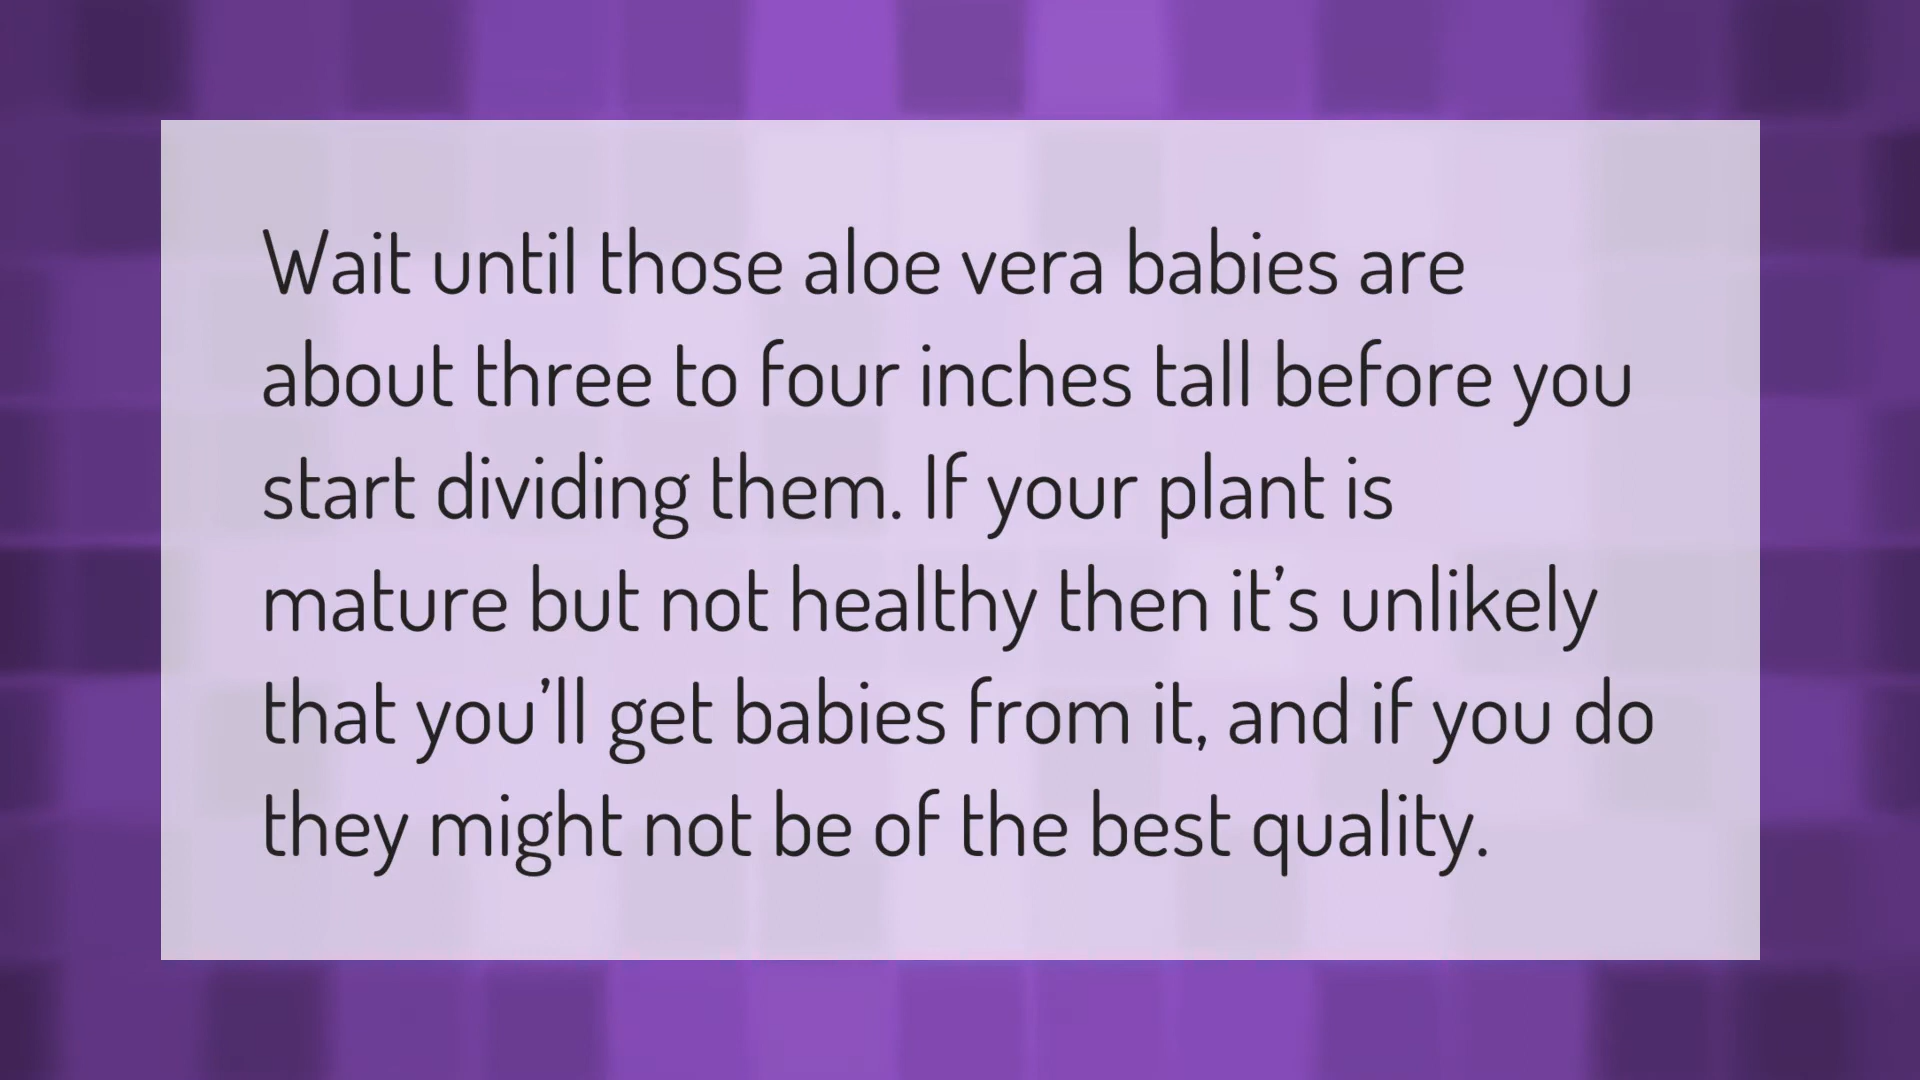 Wait until those aloe vera babies are
about three to four inches tall before you
start dividing them. If your plant is
mature but not healthy then it’s unlikely
that you’ll get babies from it, and if you do
they might not be of the best quality.